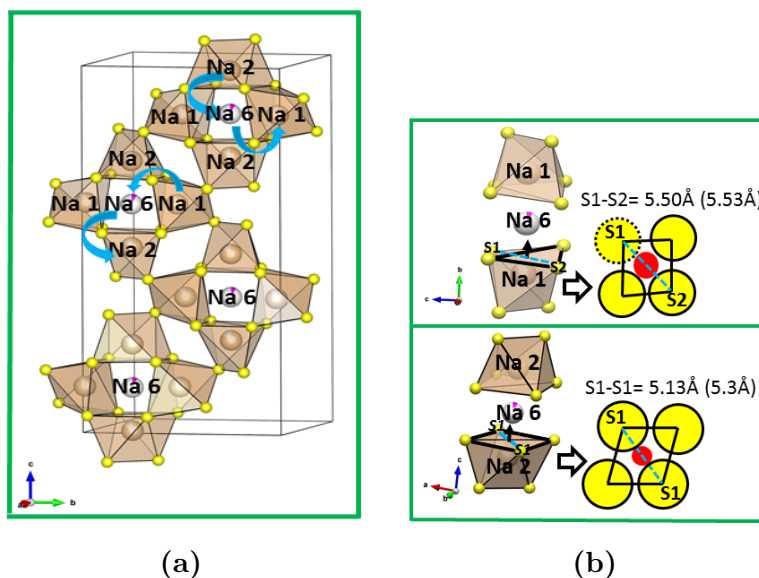 Na 2
Na 1
Na 6
Na 1
Na 2
Na 2
Na 1
Na 6
Na 1
Na 2
Na 6
Na 6
c
a
b
(a)
Na 1
S1-S2= 5.50Å (5.53Å)
Na 6
S1
S1
S2
Na 1
S2
b
c
a
Na 2
S1-S1= 5.13Å (5.3Å)
Na 6
S1
S1
S1
Na 2
S1
c
a
b
(b)